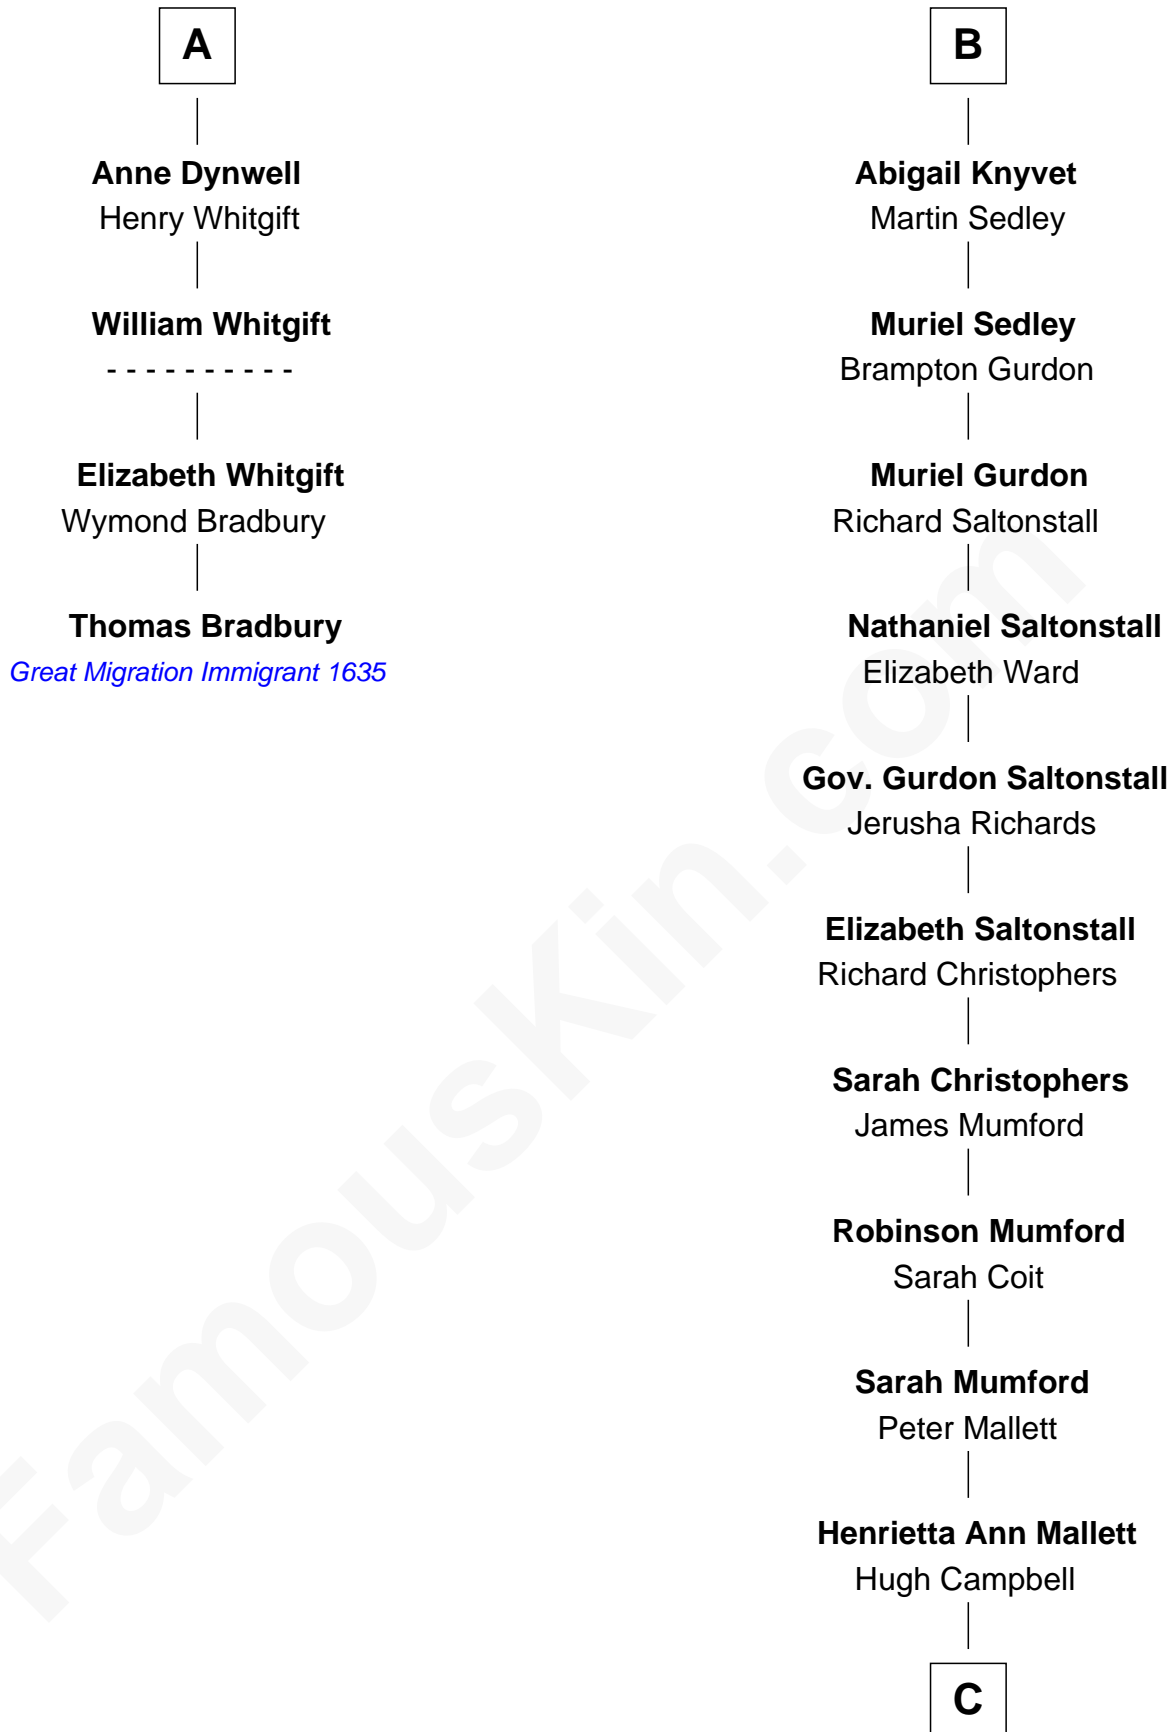 A
Anne Dynwell
Henry Whitgift
William Whitgift
- - - - - - - - - -
Elizabeth Whitgift
Wymond Bradbury
Thomas Bradbury
Great Migration Immigrant 1635
B
Abigail Knyvet
Martin Sedley
Muriel Sedley
Brampton Gurdon
Muriel Gurdon
Richard Saltonstall
Nathaniel Saltonstall
Elizabeth Ward
Gov. Gurdon Saltonstall
Jerusha Richards
Elizabeth Saltonstall
Richard Christophers
Sarah Christophers
James Mumford
Robinson Mumford
Sarah Coit
Sarah Mumford
Peter Mallett
Henrietta Ann Mallett
Hugh Campbell
C
FamousKin.com